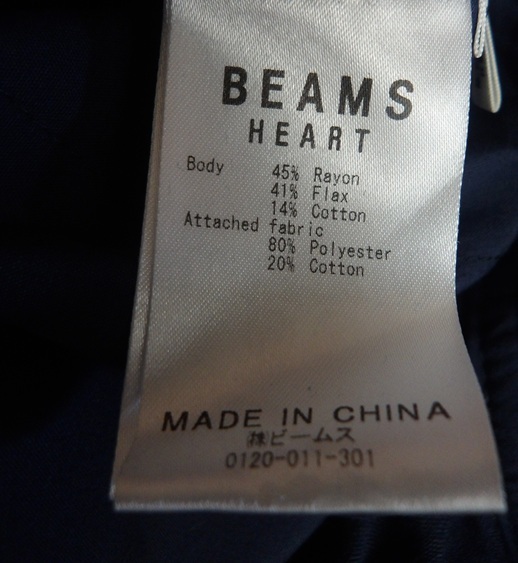 BEAMS
HEART
Body 45% Rayon
41% Flax
14% Cotton
Attached fabric
80% Polyester
20% Cotton
MADE IN CHINA
㈱ビームス
0120-011-301